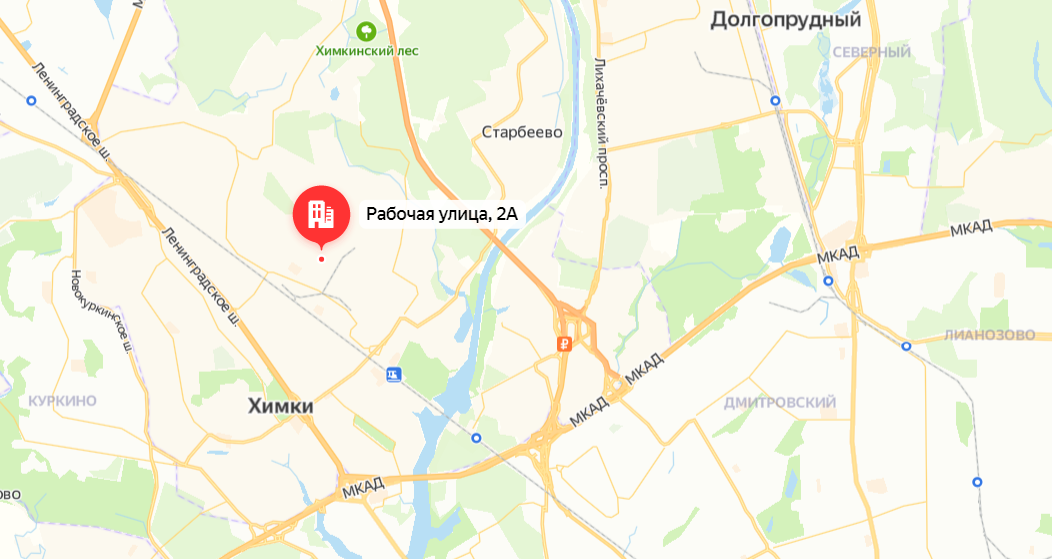 Долгопрудный
Химкинский лес
СЕВЕРНЫЙ
Ленинградское ш.
Лихачёвский просп.
Старбеево
Рабочая улица, 2А
МКАД
МКАД
Ленинградское ш.
Новокуркинское ш.
₽
ЛИАНОЗОВО
МКАД
КУРКИНО
Химки
МКАД
ДМИТРОВСКИЙ
МКАД
ово